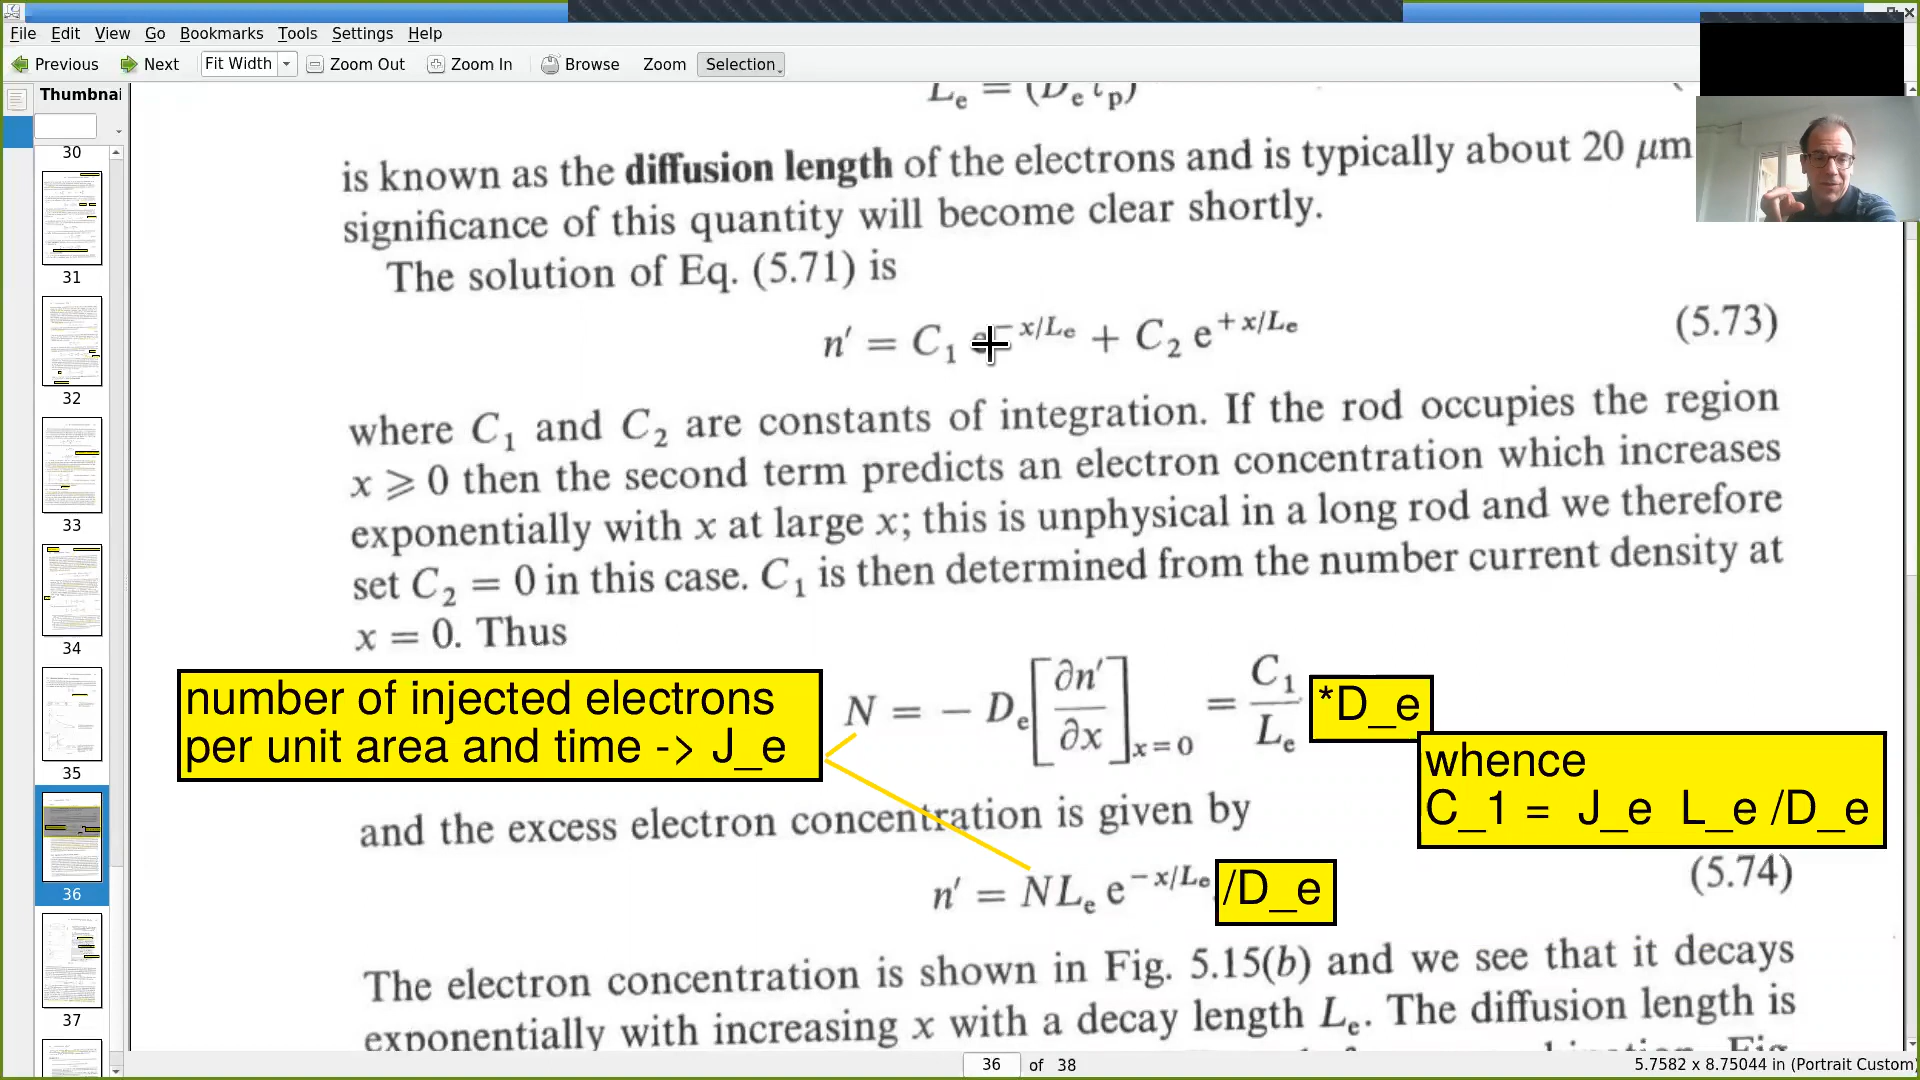 File Edit View Go Bookmarks Tools Settings Help
Previous Next Fit Width Zoom Out Zoom In Browse Zoom Selection
Thumbnai
30
31
32
33
34
35
36
37
is known as the diffusion length of the electrons and is typically about 20 μm
significance of this quantity will become clear shortly.
The solution of Eq. (5.71) is
n′ = C₁ e^{−x/Lₑ} + C₂ e^{+x/Lₑ} (5.73)
where C₁ and C₂ are constants of integration. If the rod occupies the region
x ⩾ 0 then the second term predicts an electron concentration which increases
exponentially with x at large x; this is unphysical in a long rod and we therefore
set C₂ = 0 in this case. C₁ is then determined from the number current density at
x = 0. Thus
number of injected electrons
per unit area and time -> J_e
N = − Dₑ[∂n′/∂x]ₓ₌₀ = C₁/Lₑ *D_e
whence
C_1 = J_e L_e /D_e
and the excess electron concentration is given by
n′ = NLₑ e^{−x/Lₑ} /D_e (5.74)
The electron concentration is shown in Fig. 5.15(b) and we see that it decays
exponentially with increasing x with a decay length Lₑ. The diffusion length is
36 of 38
5.7582 x 8.75044 in (Portrait Custom)